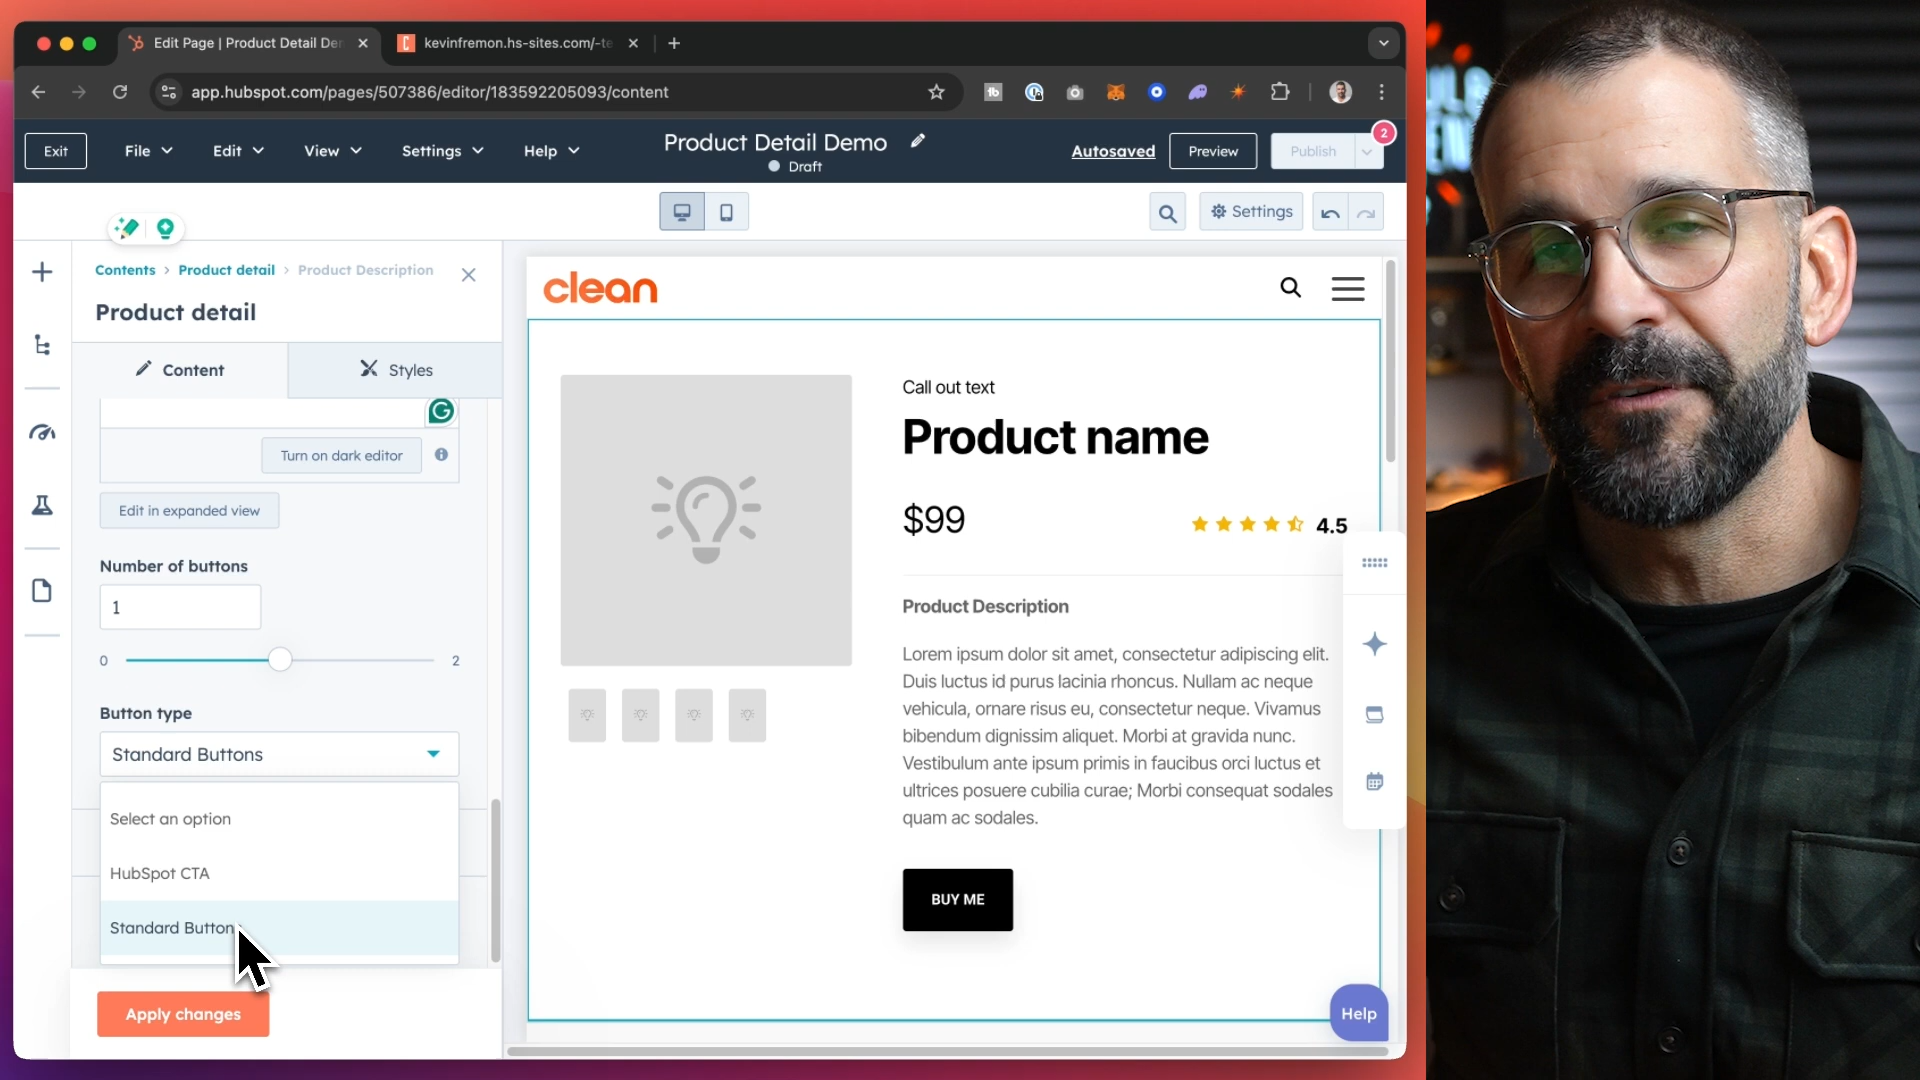 Edit Page | Product Detail Der
kevinfremon.hs-sites.com/-te
app.hubspot.com/pages/507386/editor/183592205093/content
Exit
File
Edit
View
Settings
Help
Product Detail Demo
Draft
Autosaved
Preview
Publish
2
Settings
Contents > Product detail > Product Description
Product detail
Content
Styles
Turn on dark editor
Edit in expanded view
Number of buttons
1
0
2
Button type
Standard Buttons
Select an option
HubSpot CTA
Standard Button
Apply changes
clean
Call out text
Product name
$99
4.5
Product Description
Lorem ipsum dolor sit amet, consectetur adipiscing elit.
Duis luctus id purus lacinia rhoncus. Nullam ac neque
vehicula, ornare risus eu, consectetur neque. Vivamus
bibendum dignissim aliquet. Morbi at gravida nunc.
Vestibulum ante ipsum primis in faucibus orci luctus et
ultrices posuere cubilia curae; Morbi consequat sodales
quam ac sodales.
BUY ME
Help